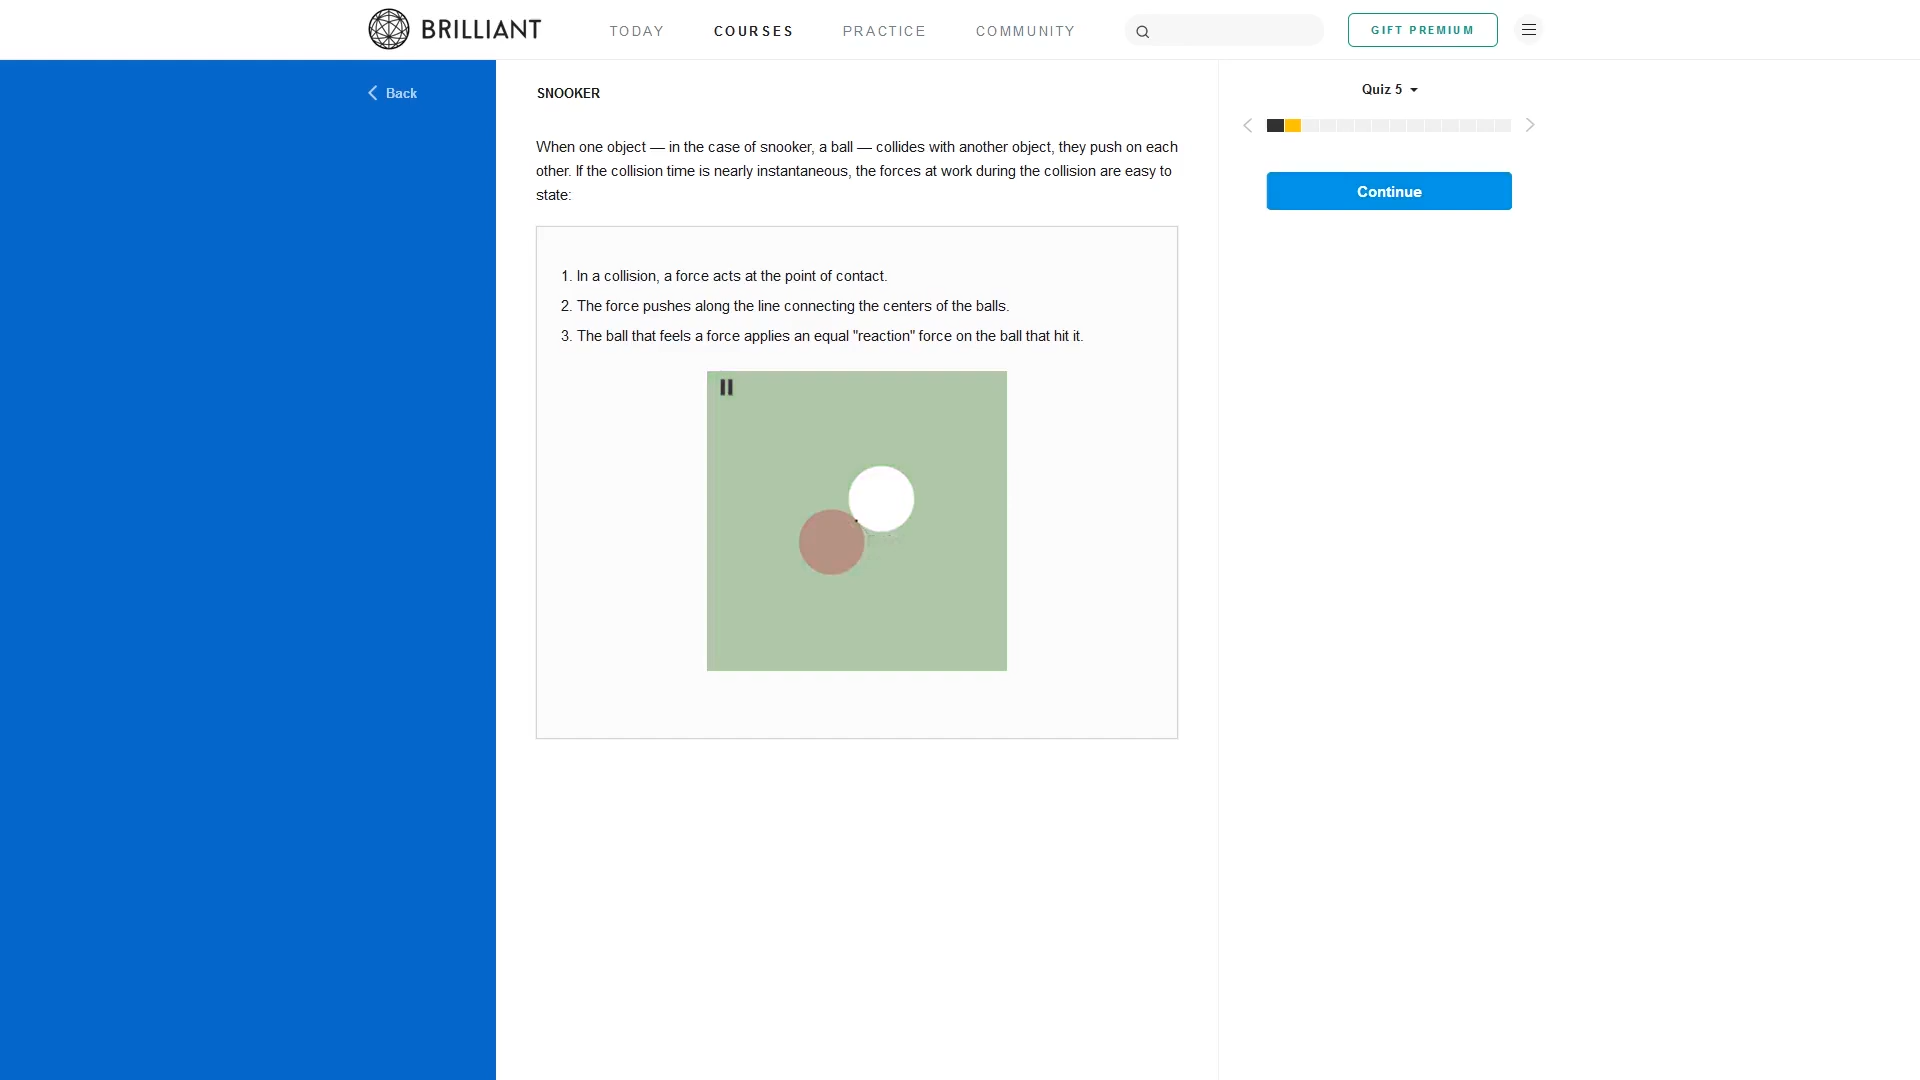 BRILLIANT
TODAY
COURSES
PRACTICE
COMMUNITY
GIFT PREMIUM
Back
SNOOKER
Quiz 5
Continue
When one object — in the case of snooker, a ball — collides with another object, they push on each
other. If the collision time is nearly instantaneous, the forces at work during the collision are easy to
state:
1. In a collision, a force acts at the point of contact.
2. The force pushes along the line connecting the centers of the balls.
3. The ball that feels a force applies an equal "reaction" force on the ball that hit it.